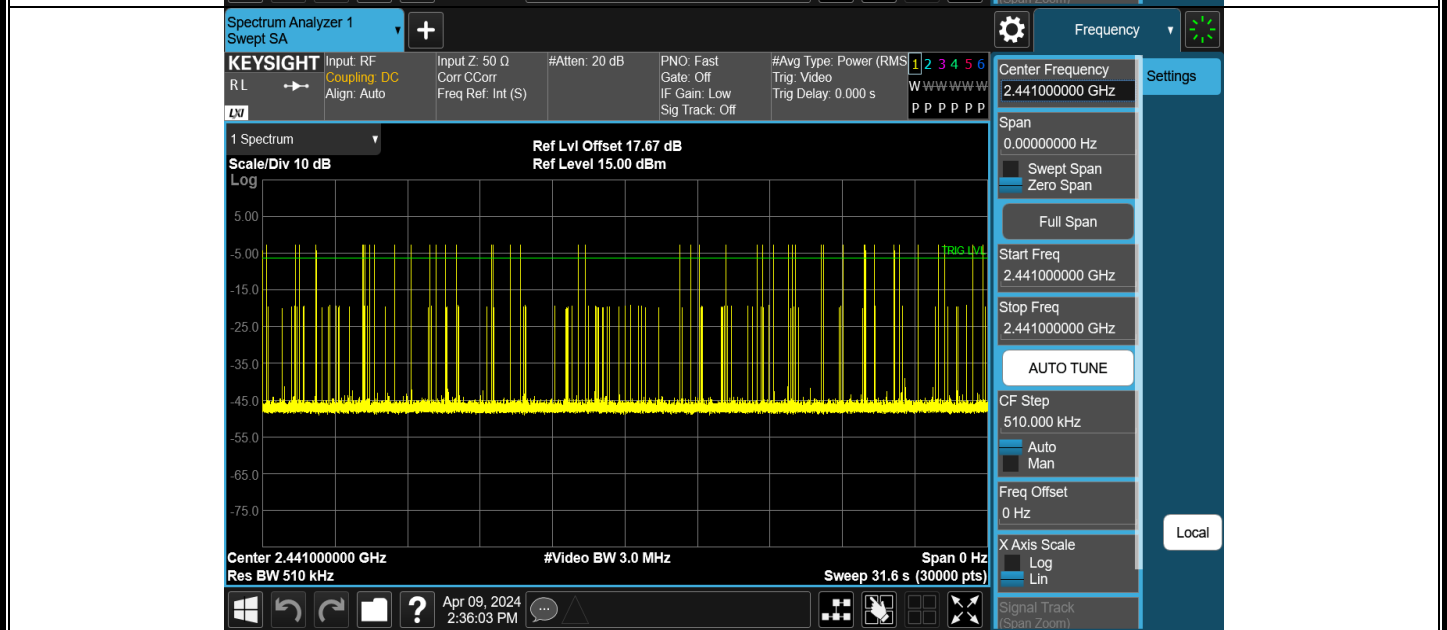 (Span Zoom)
Spectrum Analyzer 1
Swept SA
+
Frequency
KEYSIGHT
R L
LXI
Input: RF
Coupling: DC
Align: Auto
Input Z: 50 Ω
Corr CCorr
Freq Ref: Int (S)
#Atten: 20 dB
PNO: Fast
Gate: Off
IF Gain: Low
Sig Track: Off
#Avg Type: Power (RMS
Trig: Video
Trig Delay: 0.000 s
1 2 3 4 5 6
W W W W W W
P P P P P P
1 Spectrum
Scale/Div 10 dB
Log
Ref Lvl Offset 17.67 dB
Ref Level 15.00 dBm
5.00
-5.00
-15.0
-25.0
-35.0
-45.0
-55.0
-65.0
-75.0
TRIG LVL
Center 2.441000000 GHz
#Video BW 3.0 MHz
Span 0 Hz
Res BW 510 kHz
Sweep 31.6 s (30000 pts)
Center Frequency
2.441000000 GHz
Settings
Span
0.00000000 Hz
Swept Span
Zero Span
Full Span
Start Freq
2.441000000 GHz
Stop Freq
2.441000000 GHz
AUTO TUNE
CF Step
510.000 kHz
Auto
Man
Freq Offset
0 Hz
X Axis Scale
Log
Lin
Signal Track
(Span Zoom)
Local
?
Apr 09, 2024
2:36:03 PM